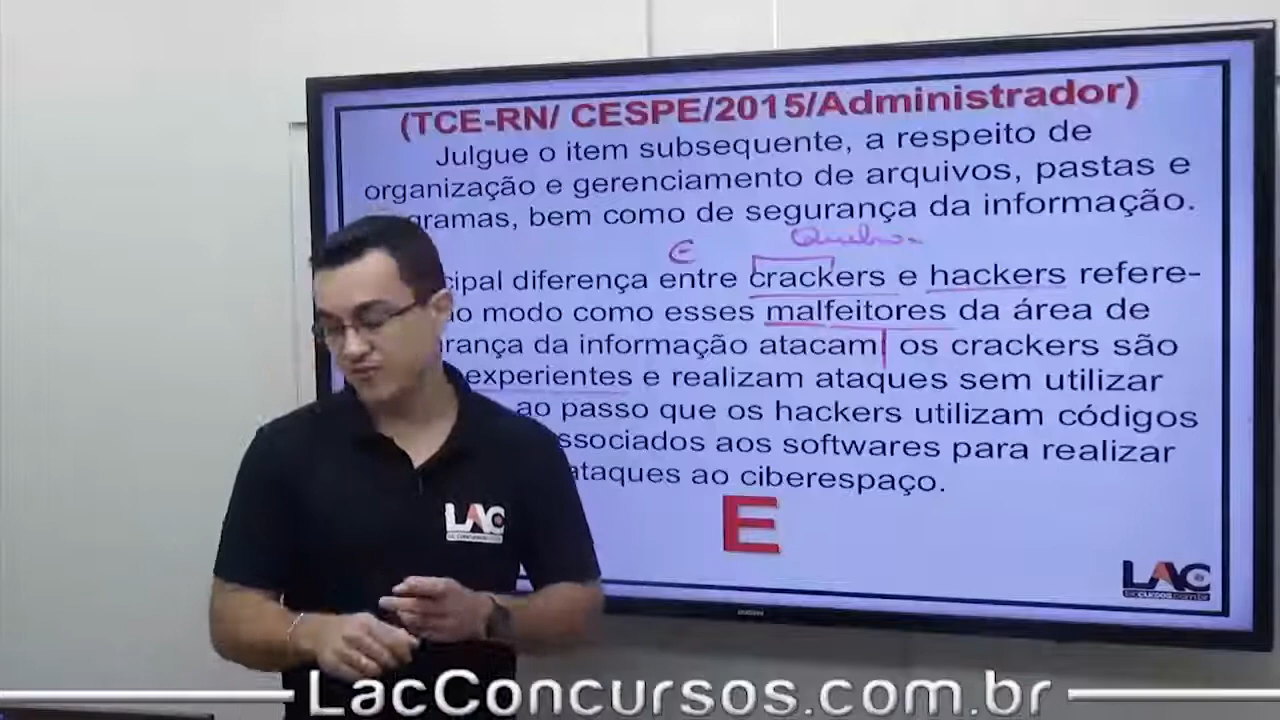 (TCE-RN/ CESPE/2015/Administrador)
Julgue o item subsequente, a respeito de
organização e gerenciamento de arquivos, pastas e
gramas, bem como de segurança da informação.
E
cipal diferença entre crackers e hackers refere-
ao modo como esses malfeitores da área de
rança da informação atacam os crackers são
experientes e realizam ataques sem utilizar
ao passo que os hackers utilizam códigos
ssociados aos softwares para realizar
ataques ao ciberespaço.
E
LAC
LAC
LacConcursos.com.br